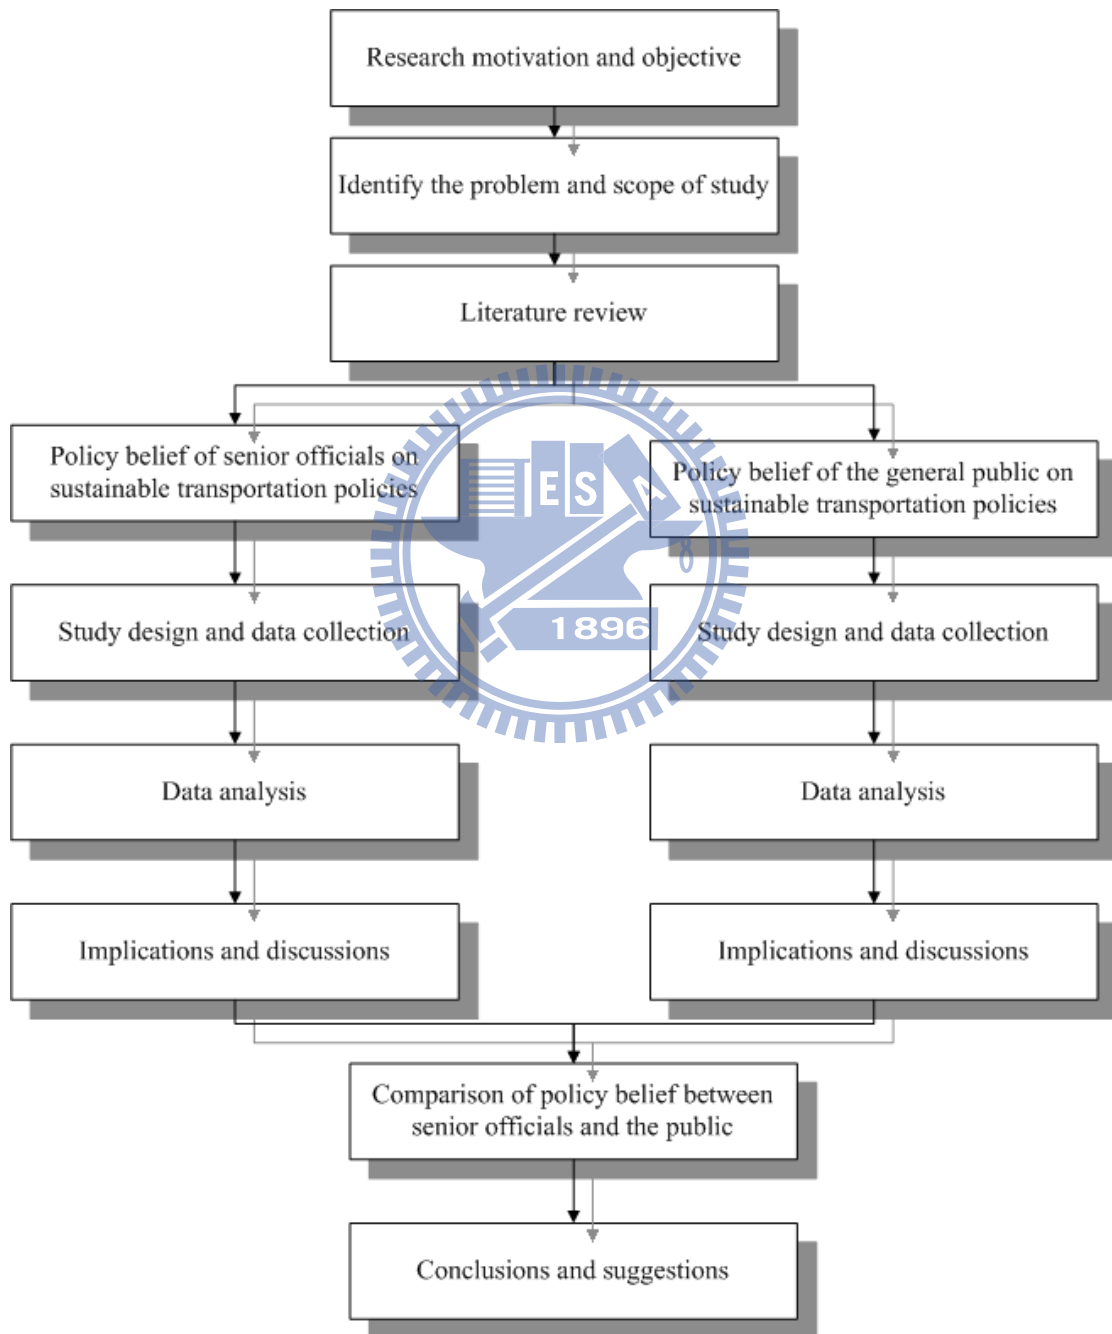 Research motivation and objective
Identify the problem and scope of study
Literature review
Policy belief of senior officials on
sustainable transportation policies
Policy belief of the general public on
sustainable transportation policies
ES A
1896
Study design and data collection
Study design and data collection
Data analysis
Data analysis
Implications and discussions
Implications and discussions
Comparison of policy belief between
senior officials and the public
Conclusions and suggestions